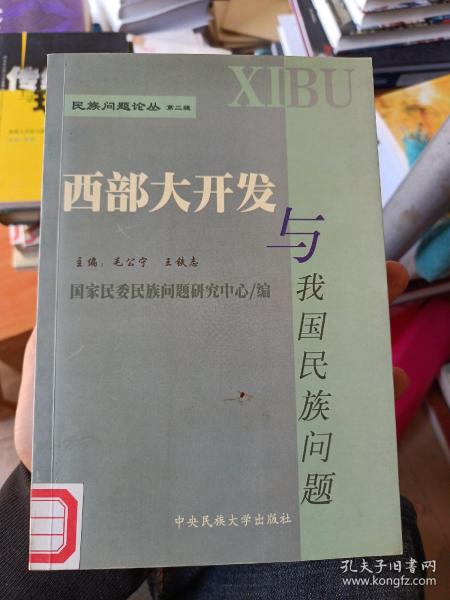 XIBU
民族问题论丛 第二辑
西部大开发
与
我国民族问题
主编：毛公宁 王铁志
国家民委民族问题研究中心/编
中央民族大学出版社
孔夫子旧书网
www.kongfz.com